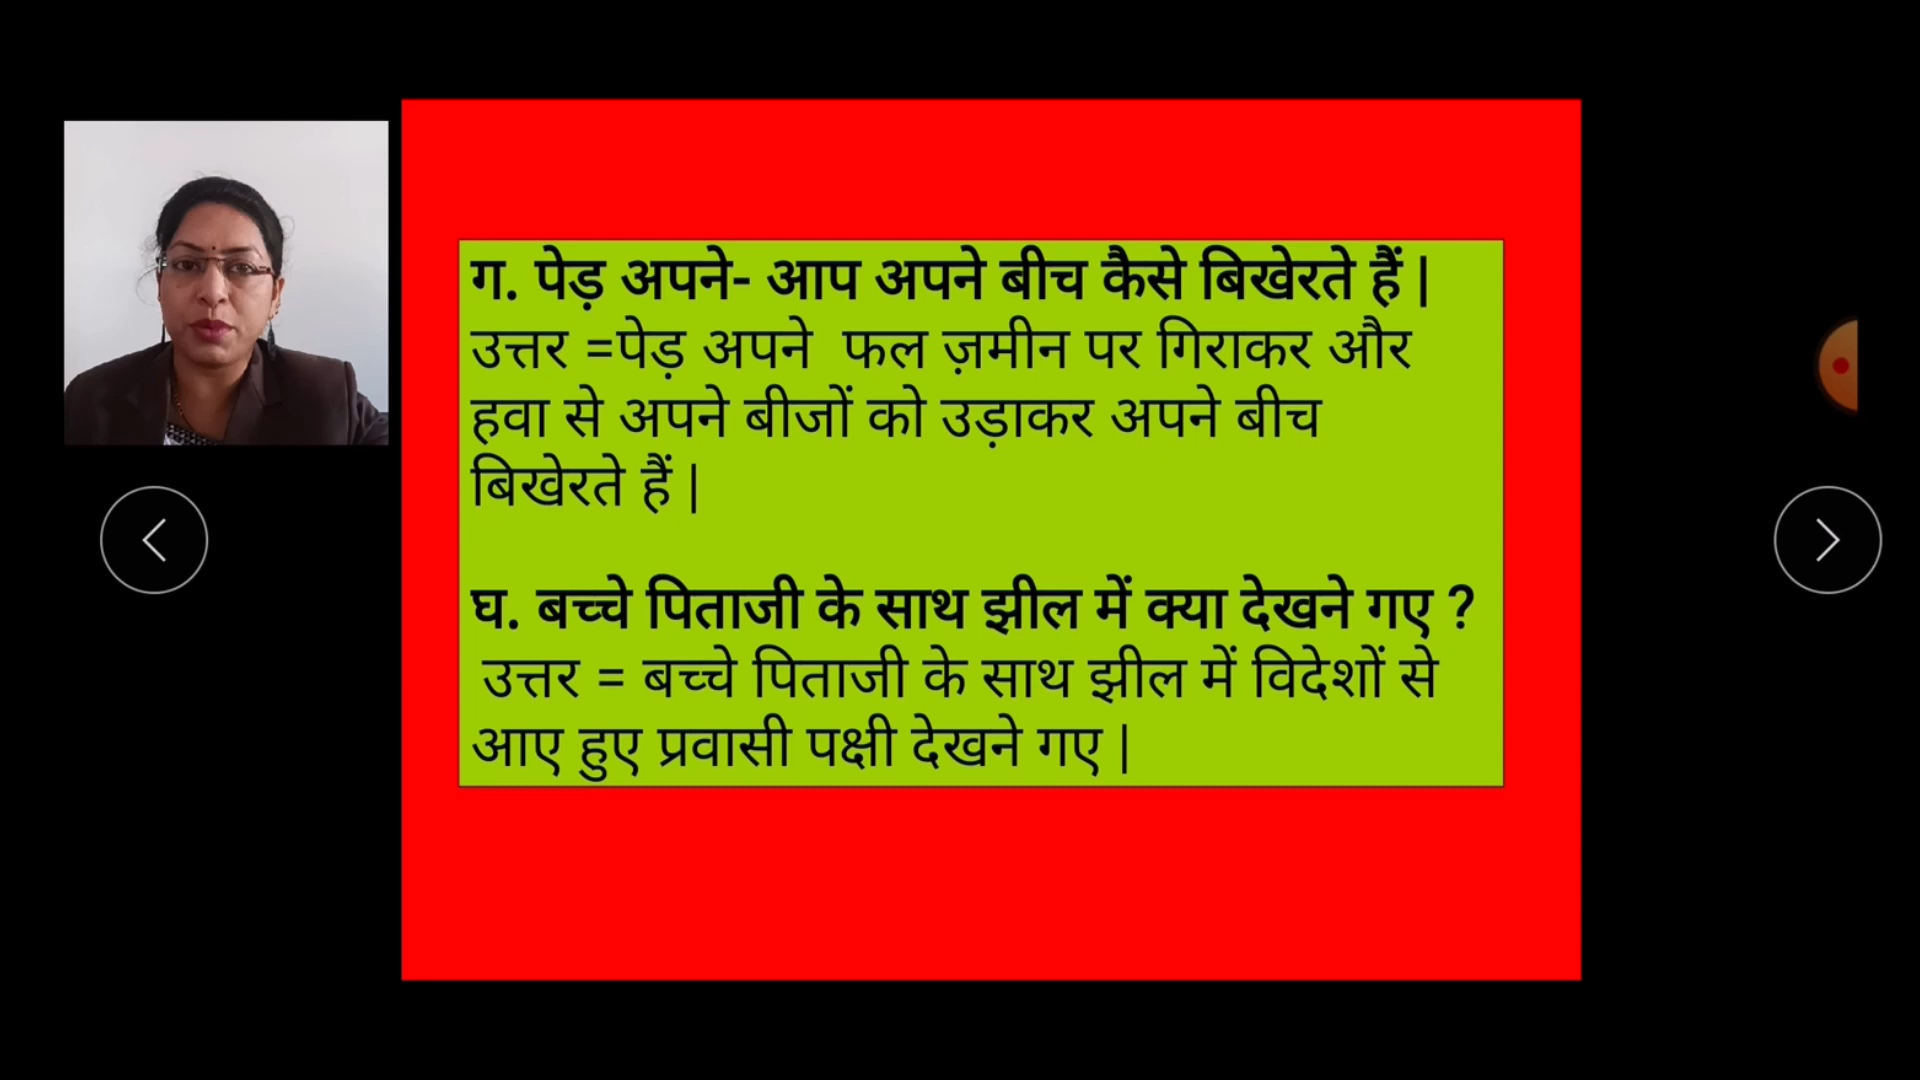 ग. पेड़ अपने- आप अपने बीच कैसे बिखेरते हैं |
उत्तर =पेड़ अपने  फल ज़मीन पर गिराकर और
हवा से अपने बीजों को उड़ाकर अपने बीच
बिखेरते हैं |
घ. बच्चे पिताजी के साथ झील में क्या देखने गए ?
उत्तर = बच्चे पिताजी के साथ झील में विदेशों से
आए हुए प्रवासी पक्षी देखने गए |